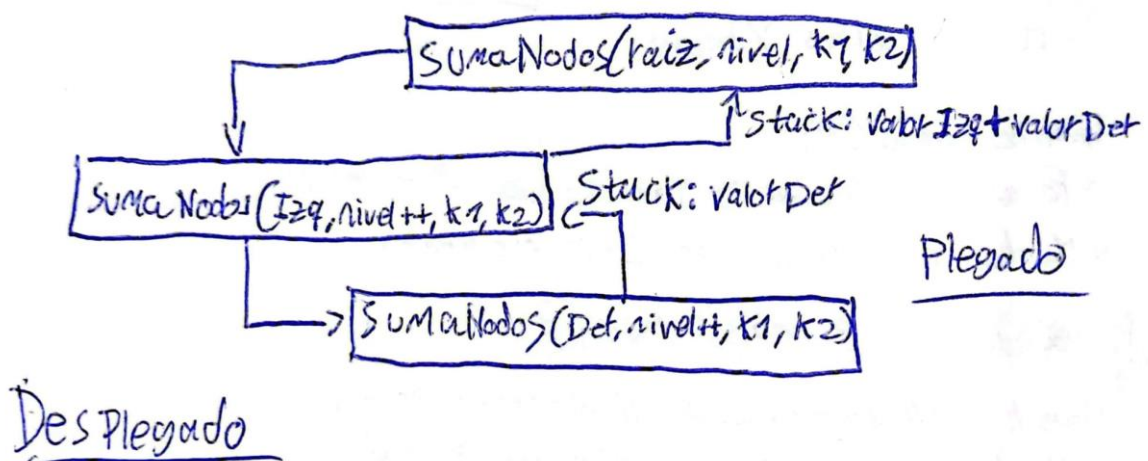 SumaNodos(raiz, nivel, k1, k2)
Stack: valorIzq+valorDer
SumaNodos(Izq, nivel++, k1, k2)
Stack: valorDer
Plegado
SumaNodos(Der, nivel++, k1, k2)
Desplegado